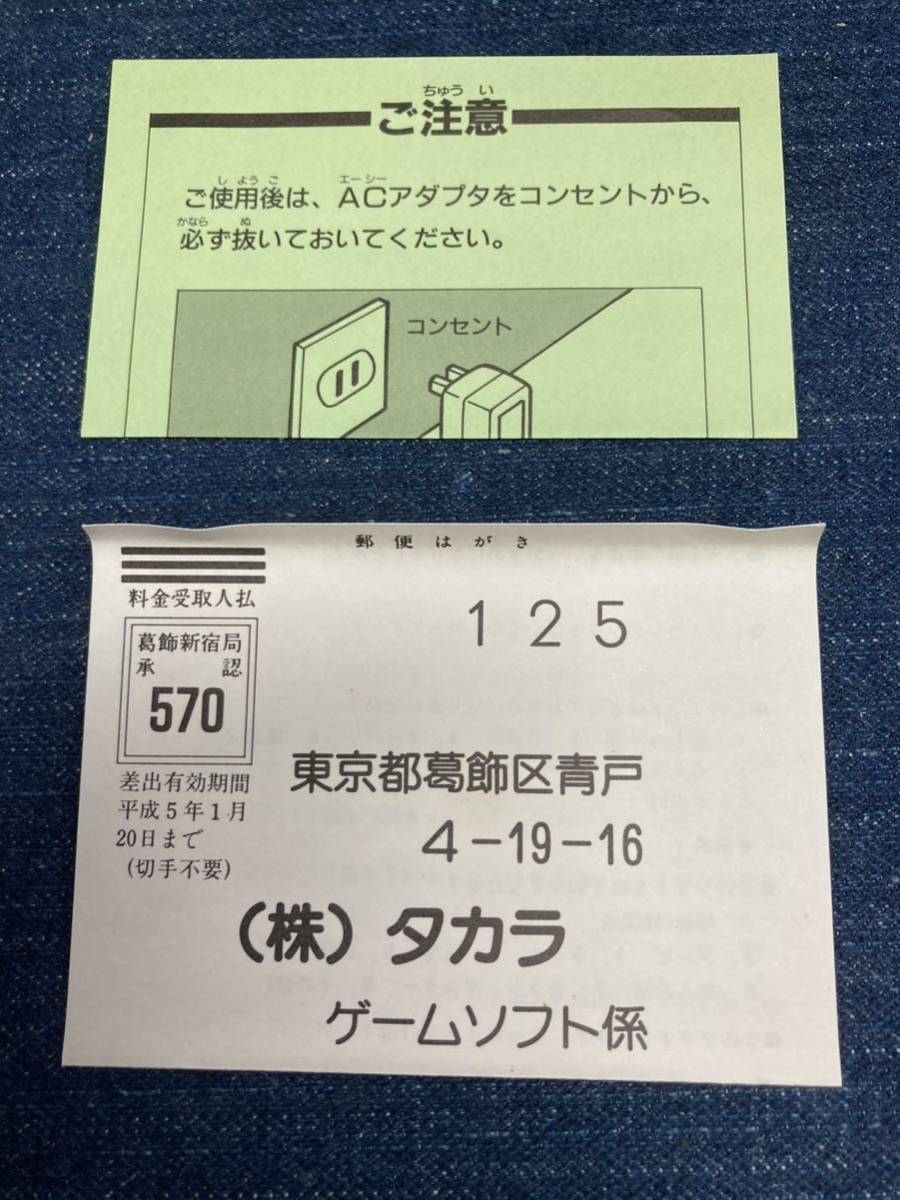 ちゅう い
ご注意
し よう ご エーシー
ご使用後は、ACアダプタをコンセントから、
かなら ぬ
必ず抜いておいてください。
コンセント
郵便はがき
料金受取人払
葛飾新宿局
承 認
570
差出有効期間
平成5年1月
20日まで
(切手不要)
125
東京都葛飾区青戸
4-19-16
(株)タカラ
ゲームソフト係